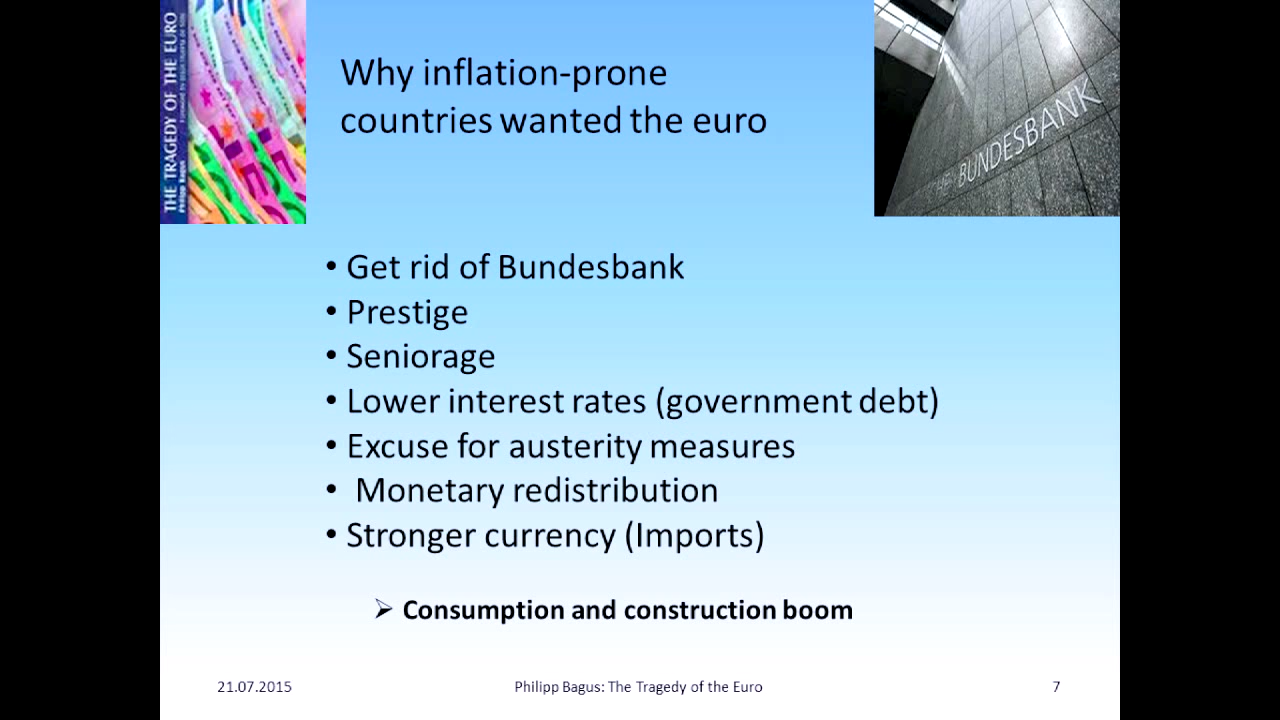 THE TRAGEDY OF THE EURO
Philipp Bagus
Why inflation-prone
countries wanted the euro
BUNDESBANK
• Get rid of Bundesbank
• Prestige
• Seniorage
• Lower interest rates (government debt)
• Excuse for austerity measures
• Monetary redistribution
• Stronger currency (Imports)
➢ Consumption and construction boom
21.07.2015
Philipp Bagus: The Tragedy of the Euro
7